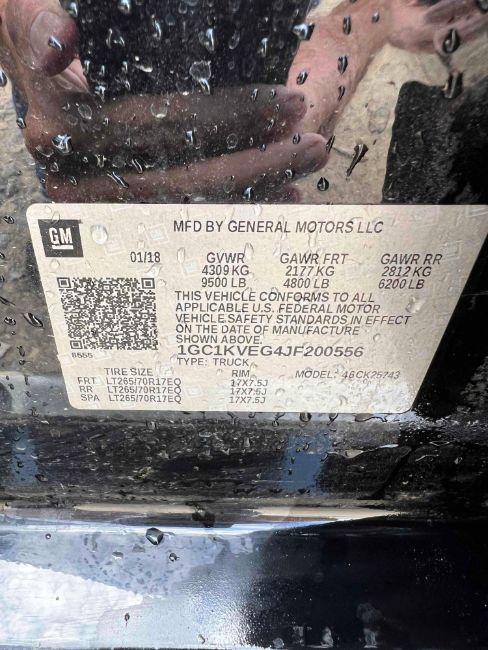 GM
MFD BY GENERAL MOTORS LLC
01/18 GVWR GAWR FRT GAWR RR
4309 KG 2177 KG 2812 KG
9500 LB 4800 LB 6200 LB
THIS VEHICLE CONFORMS TO ALL
APPLICABLE U.S. FEDERAL MOTOR
VEHICLE SAFETY STANDARDS IN EFFECT
ON THE DATE OF MANUFACTURE
SHOWN ABOVE.
1GC1KVEG4JF200556
TYPE: TRUCK MODEL: 46CK25743
TIRE SIZE RIM
FRT LT265/70R17EQ 17X7.5J
RR LT265/70R17EQ 17X7.5J
SPA LT265/70R17EQ 17X7.5J